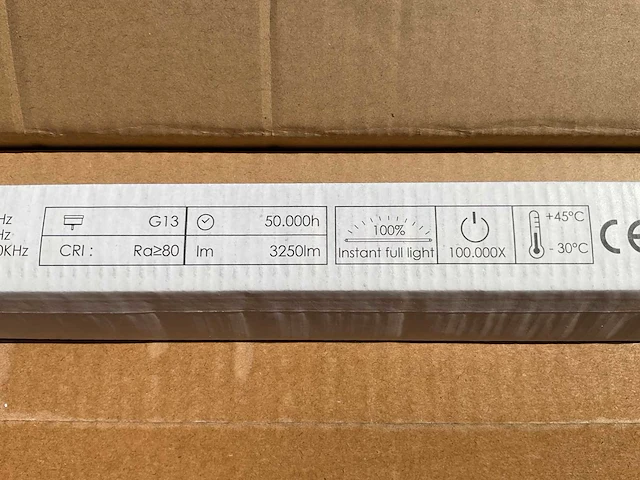 Hz
Hz
0KHz
G13
50.000h
CRI : Ra≥80
lm 3250lm
100%
Instant full light
100.000X
+45°C
- 30°C
CE